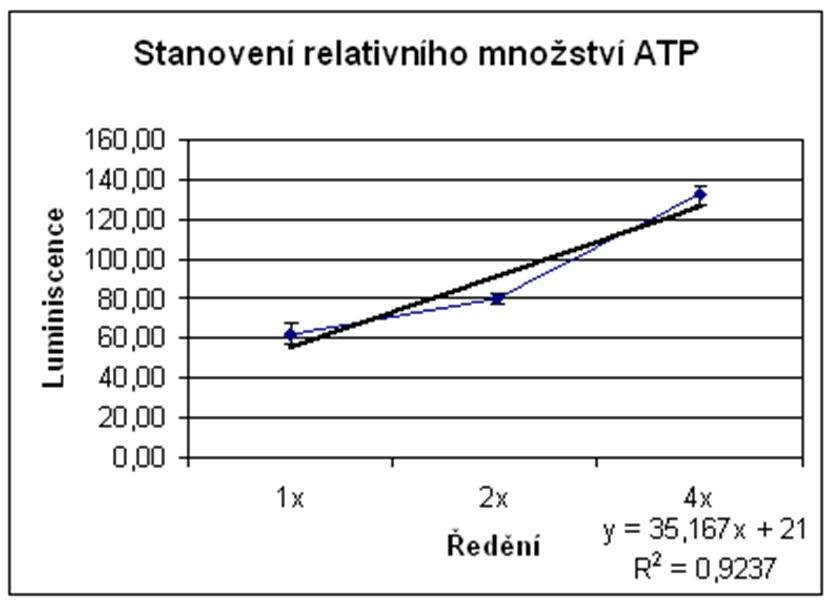 Stanovení relativního množství ATP
160,00
140,00
120,00
100,00
80,00
60,00
40,00
20,00
0,00
Luminiscence
1x 2x 4x
Ředění
y = 35,167x + 21
R² = 0,9237